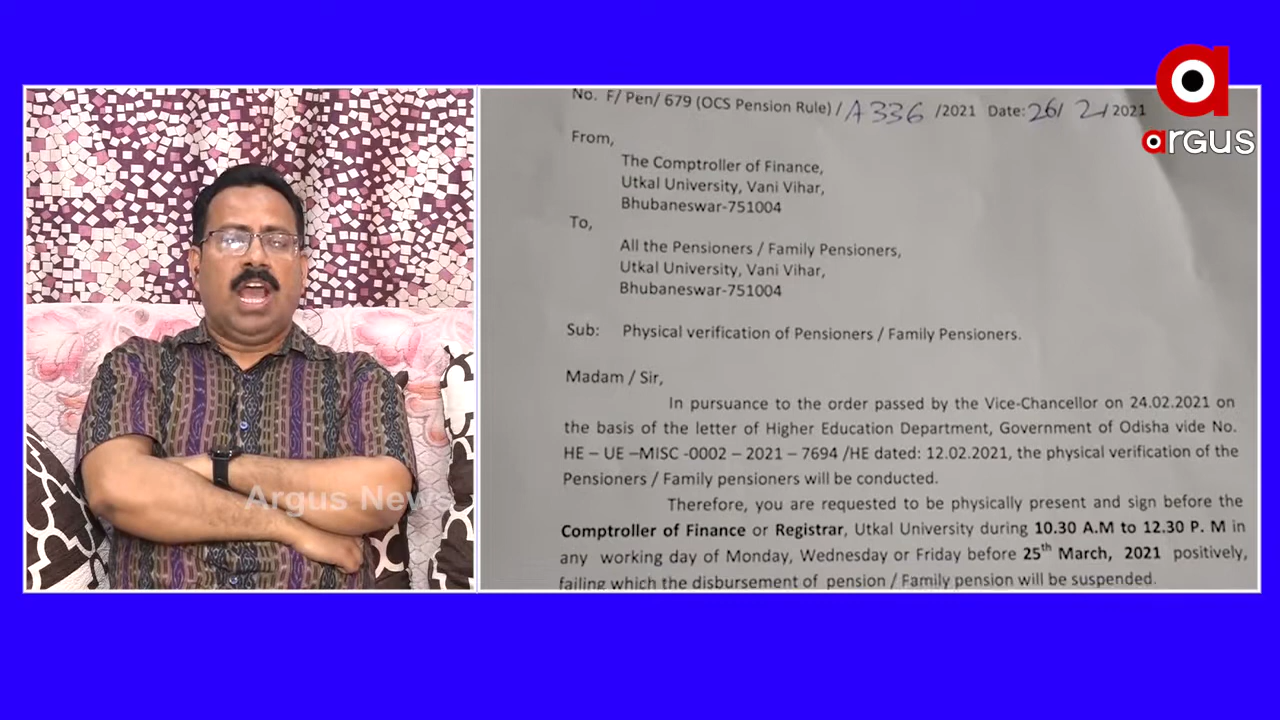 argus
No. F/ Pen/ 679 (OCS Pension Rule) / A336 /2021 Date: 26/ 2/ 2021
From,
The Comptroller of Finance,
Utkal University, Vani Vihar,
Bhubaneswar-751004
To,
All the Pensioners / Family Pensioners,
Utkal University, Vani Vihar,
Bhubaneswar-751004
Sub: Physical verification of Pensioners / Family Pensioners.
Madam / Sir,
In pursuance to the order passed by the Vice-Chancellor on 24.02.2021 on
the basis of the letter of Higher Education Department, Government of Odisha vide No.
HE – UE –MISC -0002 – 2021 – 7694 /HE dated: 12.02.2021, the physical verification of the
Pensioners / Family pensioners will be conducted.
Therefore, you are requested to be physically present and sign before the
Comptroller of Finance or Registrar, Utkal University during 10.30 A.M to 12.30 P. M in
any working day of Monday, Wednesday or Friday before 25th March, 2021 positively,
failing which the disbursement of pension / Family pension will be suspended.
Argus News